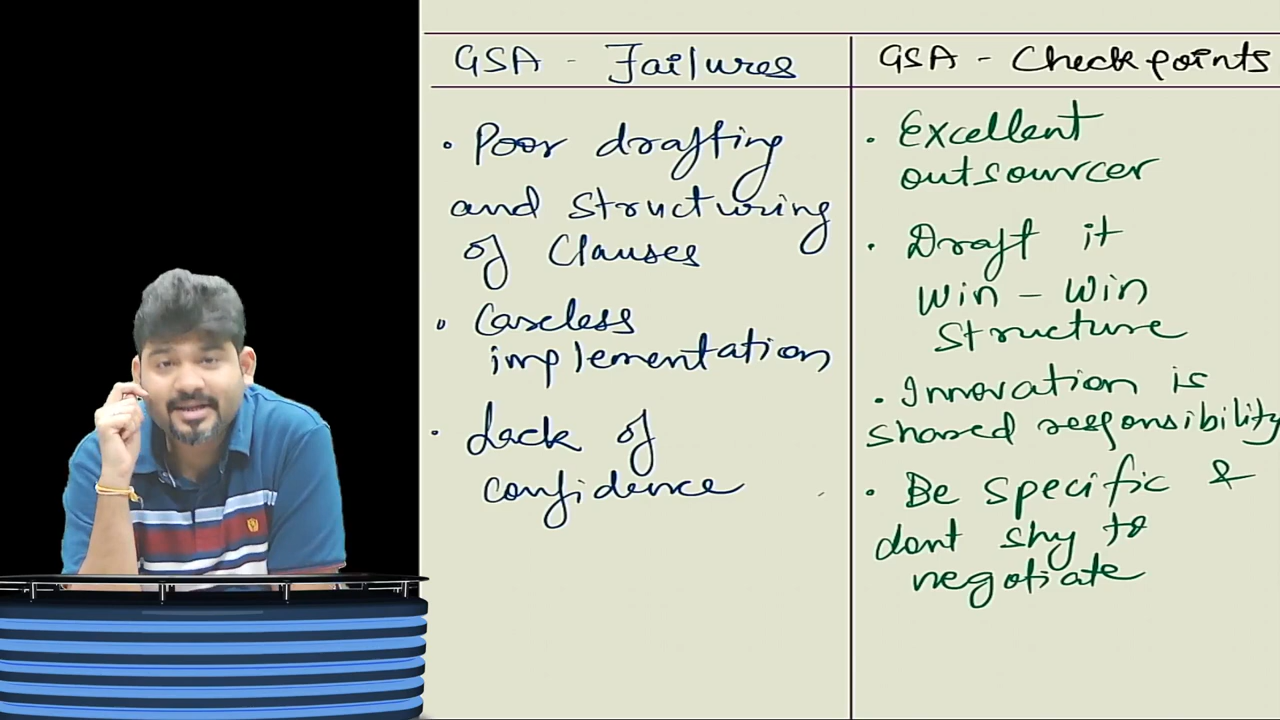 GSA - Failures
• Poor drafting
and structuring
of Clauses
• Careless
implementation
• Lack of
confidence
GSA - Checkpoints
• Excellent
outsourcer
• Draft it
Win - Win
Structure
• Innovation is
shared responsibility
• Be specific &
dont shy to
negotiate